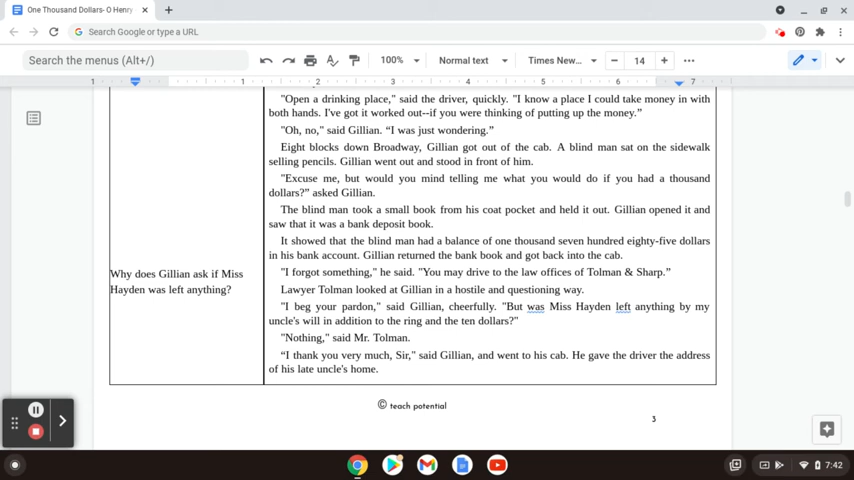 One Thousand Dollars- O Henry
Search Google or type a URL
Search the menus (Alt+/)
100%
Normal text
Times New...
14
1 1 2 3 4 5 6 7
"Open a drinking place," said the driver, quickly. "I know a place I could take money in with
both hands. I've got it worked out--if you were thinking of putting up the money.”
"Oh, no," said Gillian. “I was just wondering.”
Eight blocks down Broadway, Gillian got out of the cab. A blind man sat on the sidewalk
selling pencils. Gillian went out and stood in front of him.
"Excuse me, but would you mind telling me what you would do if you had a thousand
dollars?” asked Gillian.
The blind man took a small book from his coat pocket and held it out. Gillian opened it and
saw that it was a bank deposit book.
It showed that the blind man had a balance of one thousand seven hundred eighty-five dollars
in his bank account. Gillian returned the bank book and got back into the cab.
"I forgot something," he said. "You may drive to the law offices of Tolman & Sharp.”
Lawyer Tolman looked at Gillian in a hostile and questioning way.
Why does Gillian ask if Miss
Hayden was left anything?
"I beg your pardon," said Gillian, cheerfully. "But was Miss Hayden left anything by my
uncle's will in addition to the ring and the ten dollars?"
"Nothing," said Mr. Tolman.
“I thank you very much, Sir," said Gillian, and went to his cab. He gave the driver the address
of his late uncle's home.
© teach potential
3
7:42